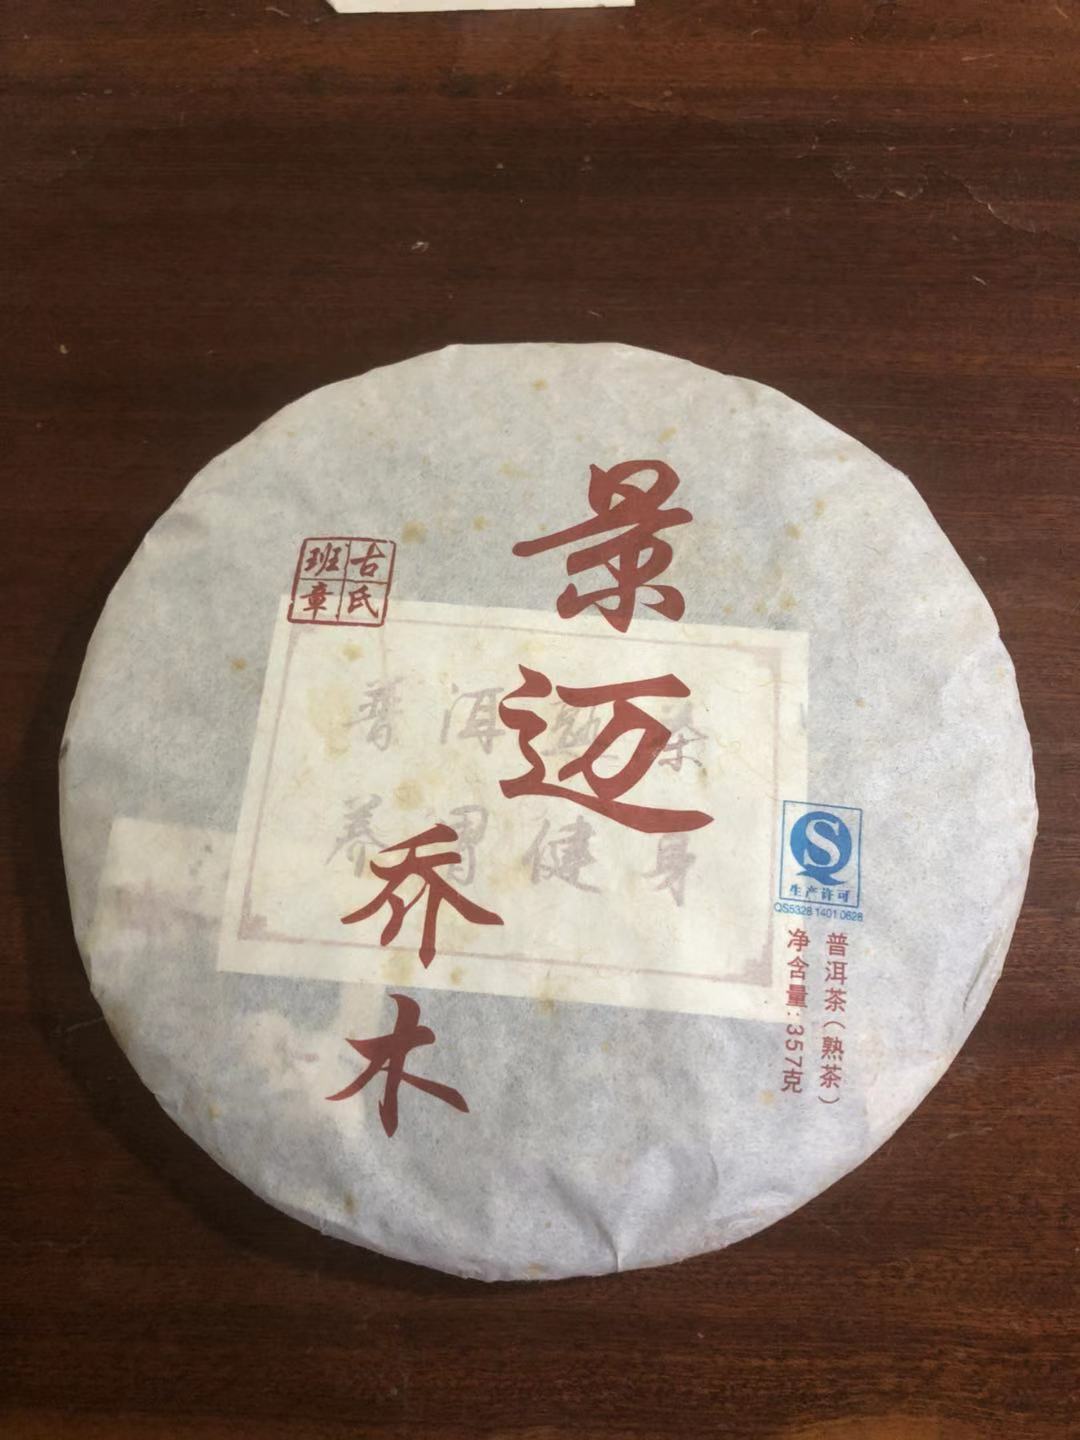 景迈
乔木
古氏
班章
普洱熟茶
养胃健身
S
生产许可
QS5328 1401 0628
普洱茶(熟茶)
净含量:357克